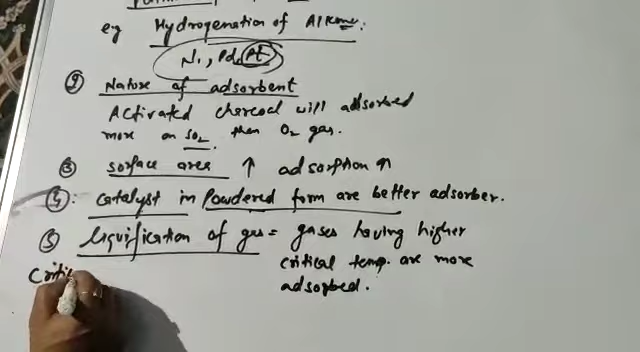 eg Hydrogenation of Alkene:
Ni, Pd, Pt
② Nature of adsorbent
Activated charcoal will adsorbed
more on SO2 then O2 gas.
③ surface area ↑ adsorption ↑
④: catalyst in powdered form are better adsorber.
⑤ liquification of gas = gases having higher
critical temp. are more
adsorbed.
Criti